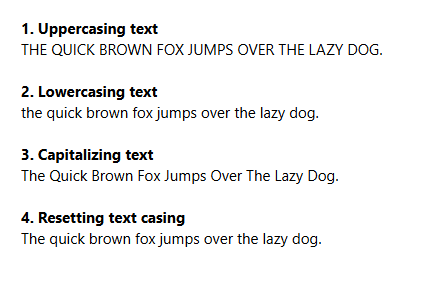 1. Uppercasing text
THE QUICK BROWN FOX JUMPS OVER THE LAZY DOG.
2. Lowercasing text
the quick brown fox jumps over the lazy dog.
3. Capitalizing text
The Quick Brown Fox Jumps Over The Lazy Dog.
4. Resetting text casing
The quick brown fox jumps over the lazy dog.